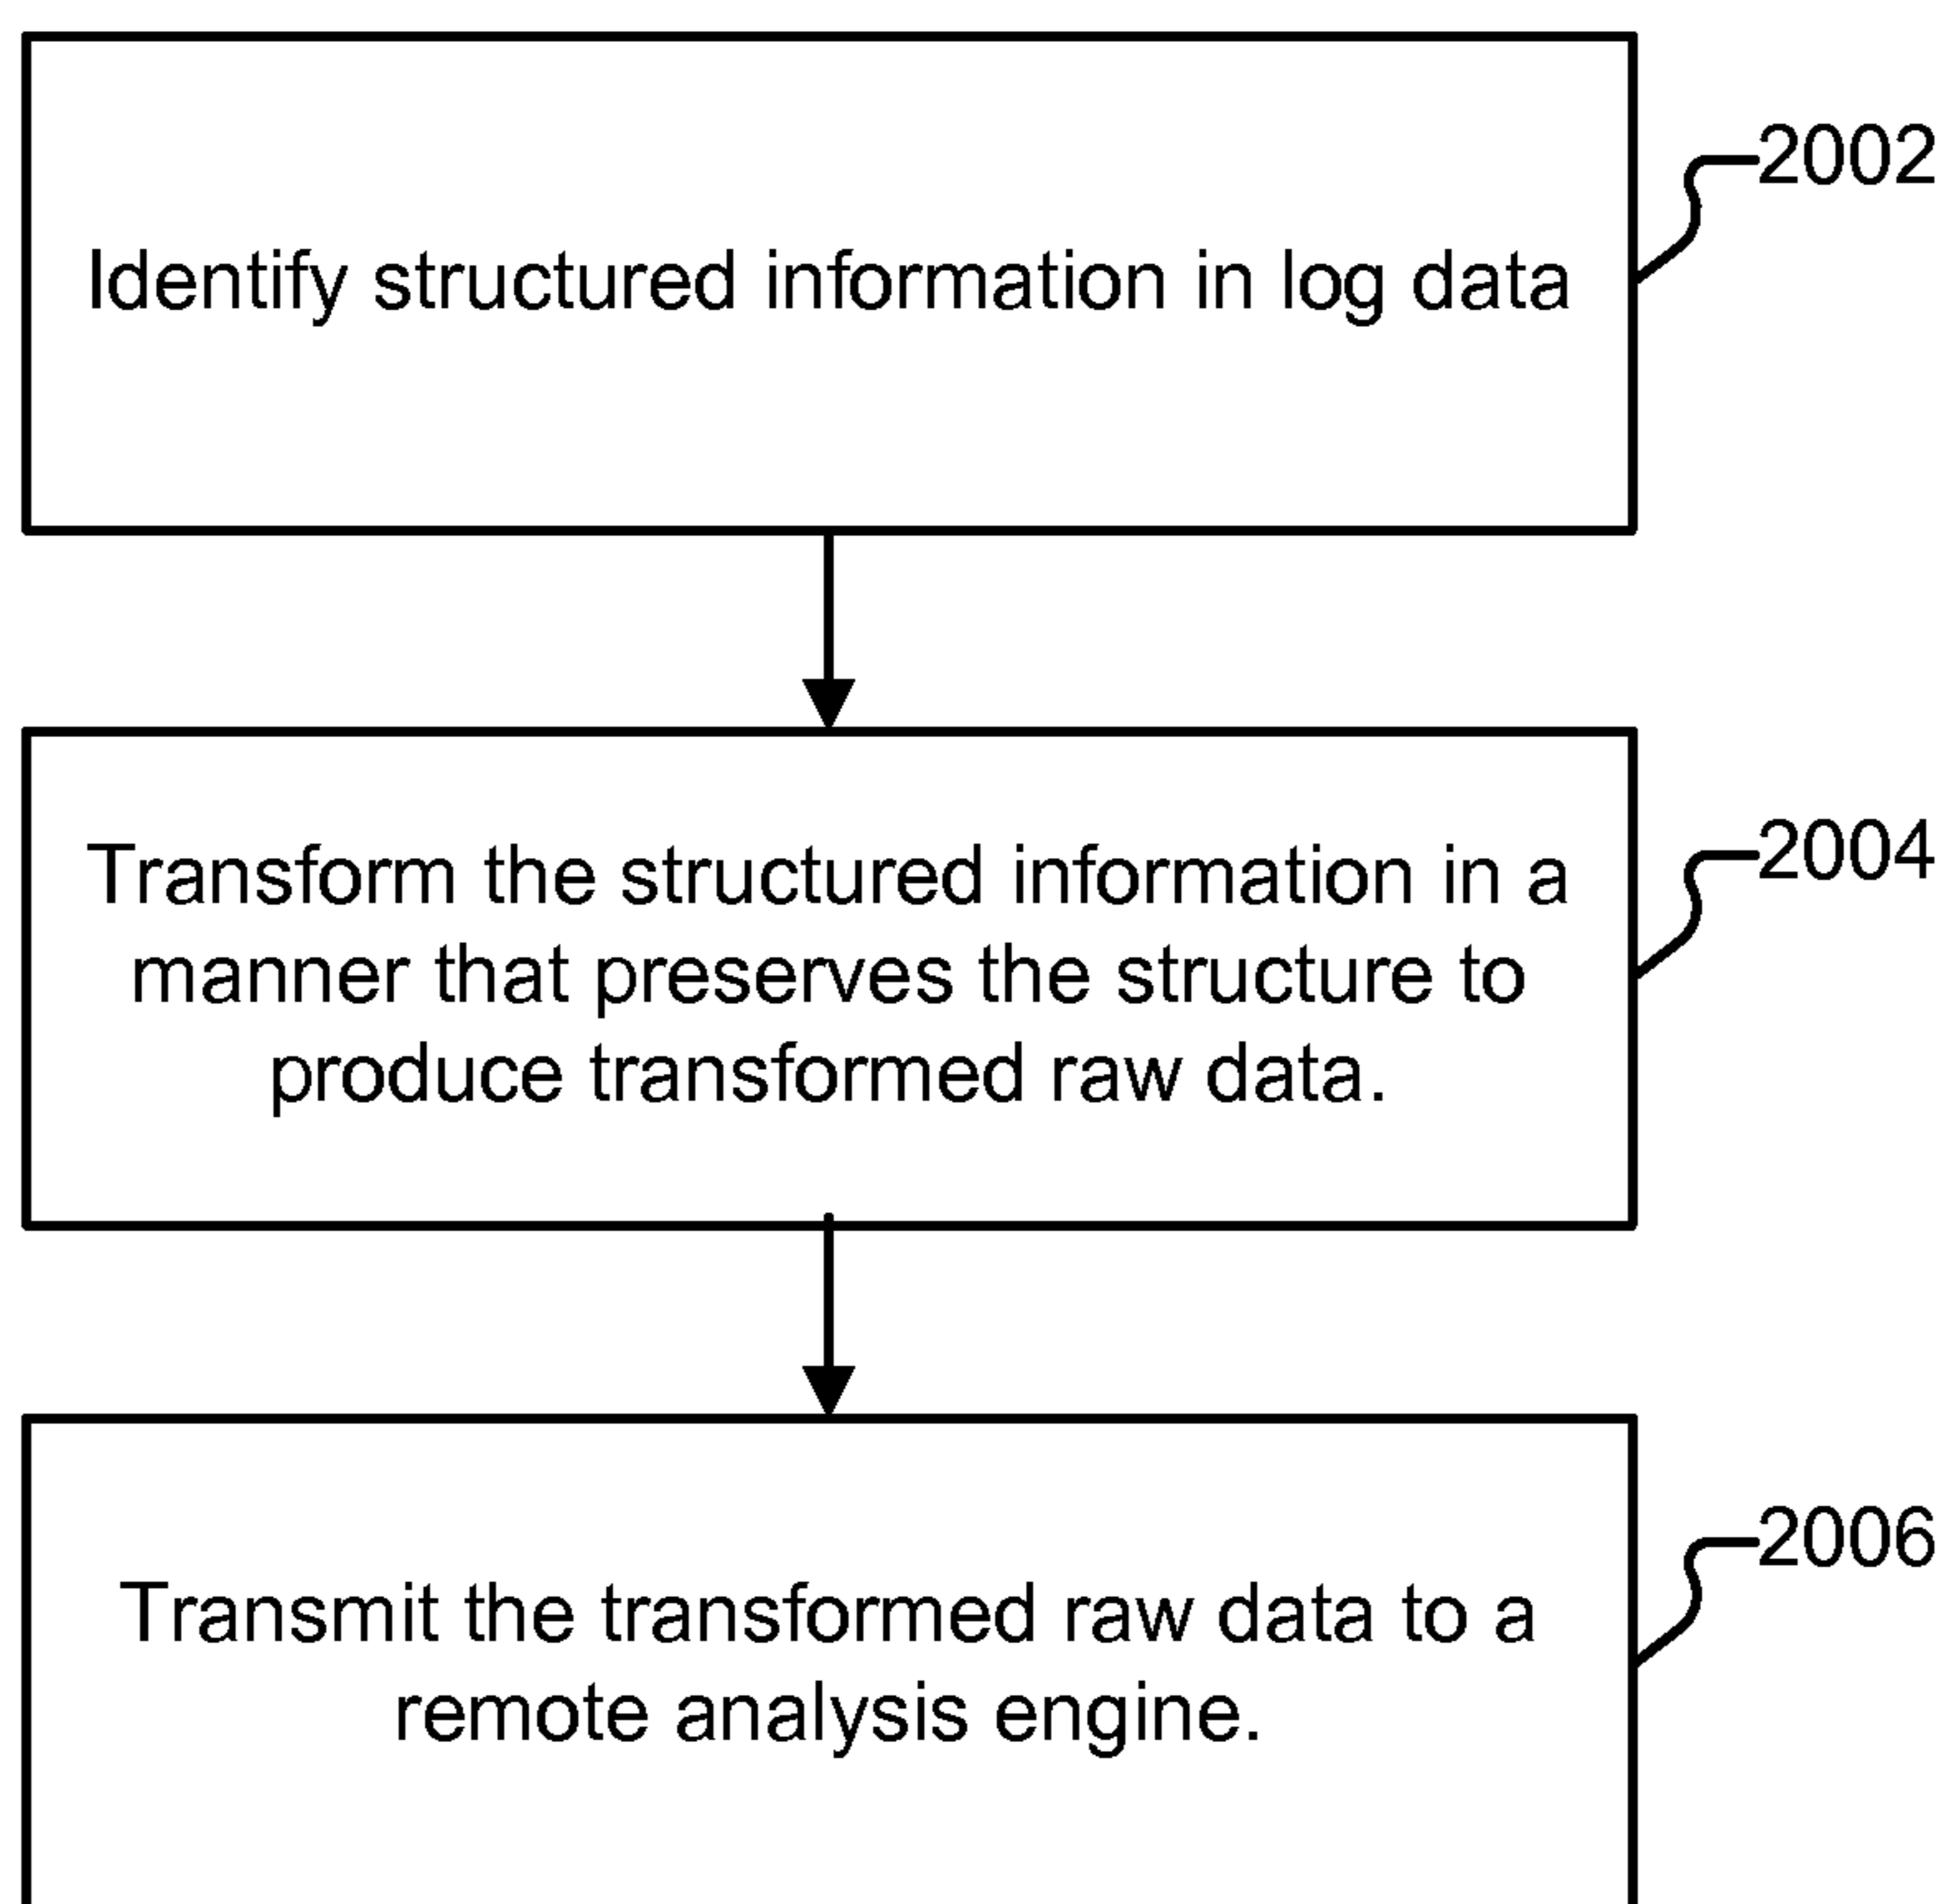 2002
Identify structured information in log data
2004
Transform the structured information in a
manner that preserves the structure to
produce transformed raw data.
2006
Transmit the transformed raw data to a
remote analysis engine.